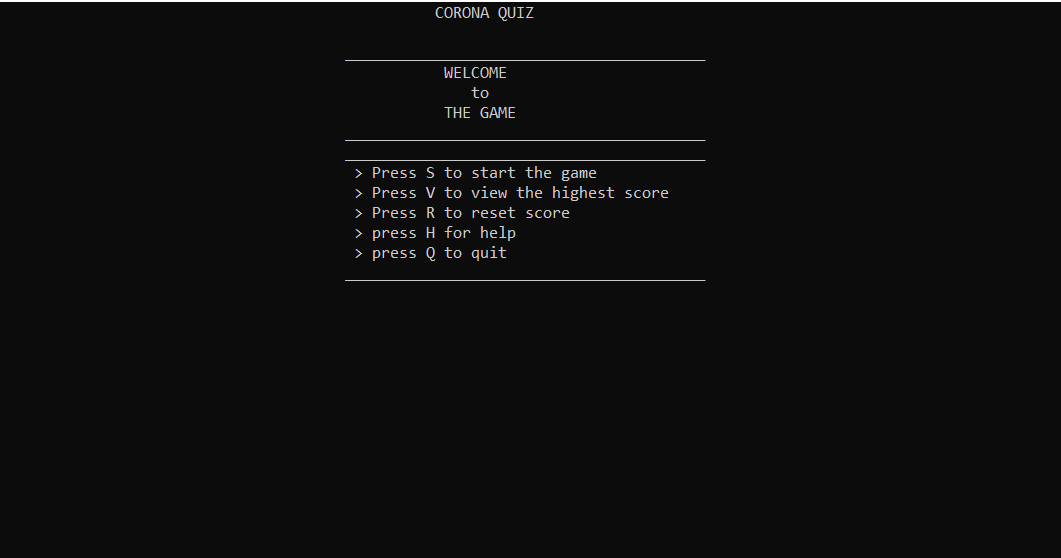 CORONA QUIZ
WELCOME
to
THE GAME
> Press S to start the game
> Press V to view the highest score
> Press R to reset score
> press H for help
> press Q to quit